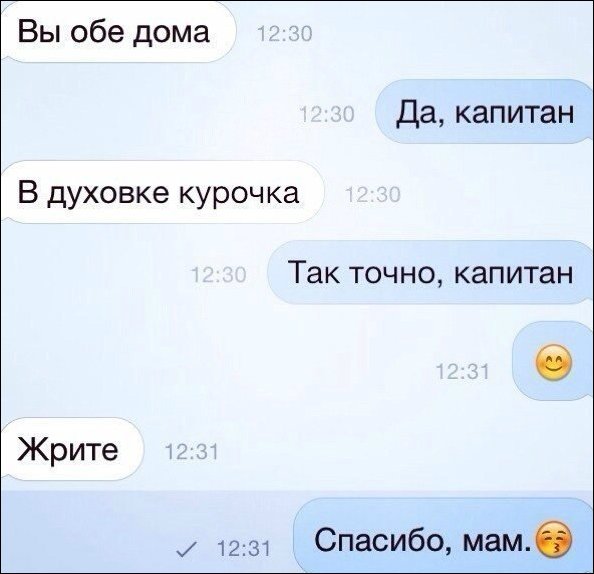 Вы обе дома 12:30
12:30 Да, капитан
В духовке курочка 12:30
12:30 Так точно, капитан
12:31 😊
Жрите 12:31
✓ 12:31 Спасибо, мам.😚